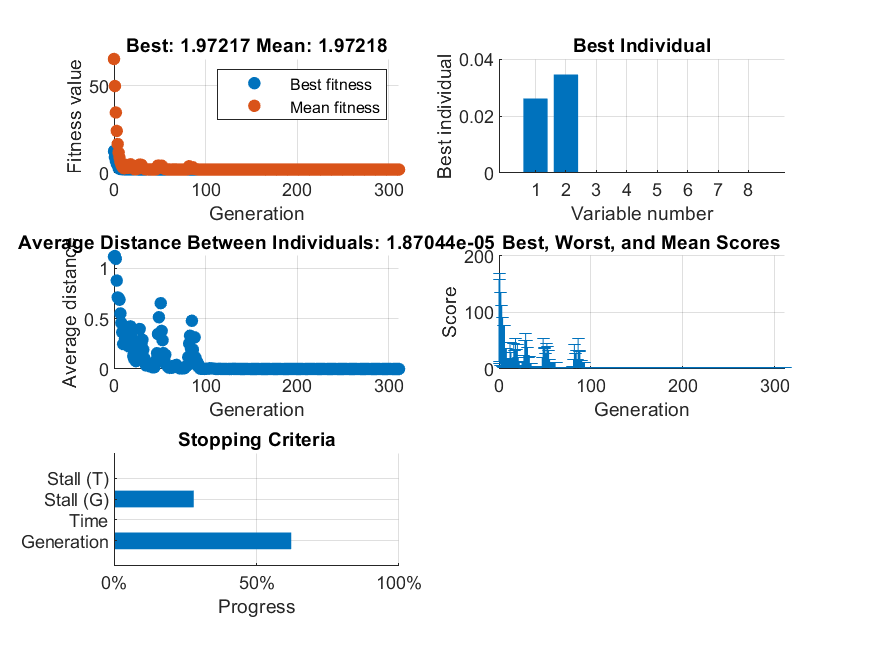 Best: 1.97217 Mean: 1.97218
Fitness value
50
0
Best fitness
Mean fitness
0 100 200 300
Generation
Best Individual
Best individual
0.04
0.02
0
1 2 3 4 5 6 7 8
Variable number
Average Distance Between Individuals: 1.87044e-05
Average distance
1
0.5
0
0 100 200 300
Generation
Best, Worst, and Mean Scores
Score
200
100
0
0 100 200 300
Generation
Stopping Criteria
Stall (T)
Stall (G)
Time
Generation
0% 50% 100%
Progress